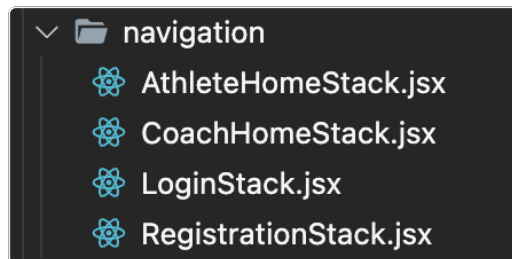 navigation
AthleteHomeStack.jsx
CoachHomeStack.jsx
LoginStack.jsx
RegistrationStack.jsx